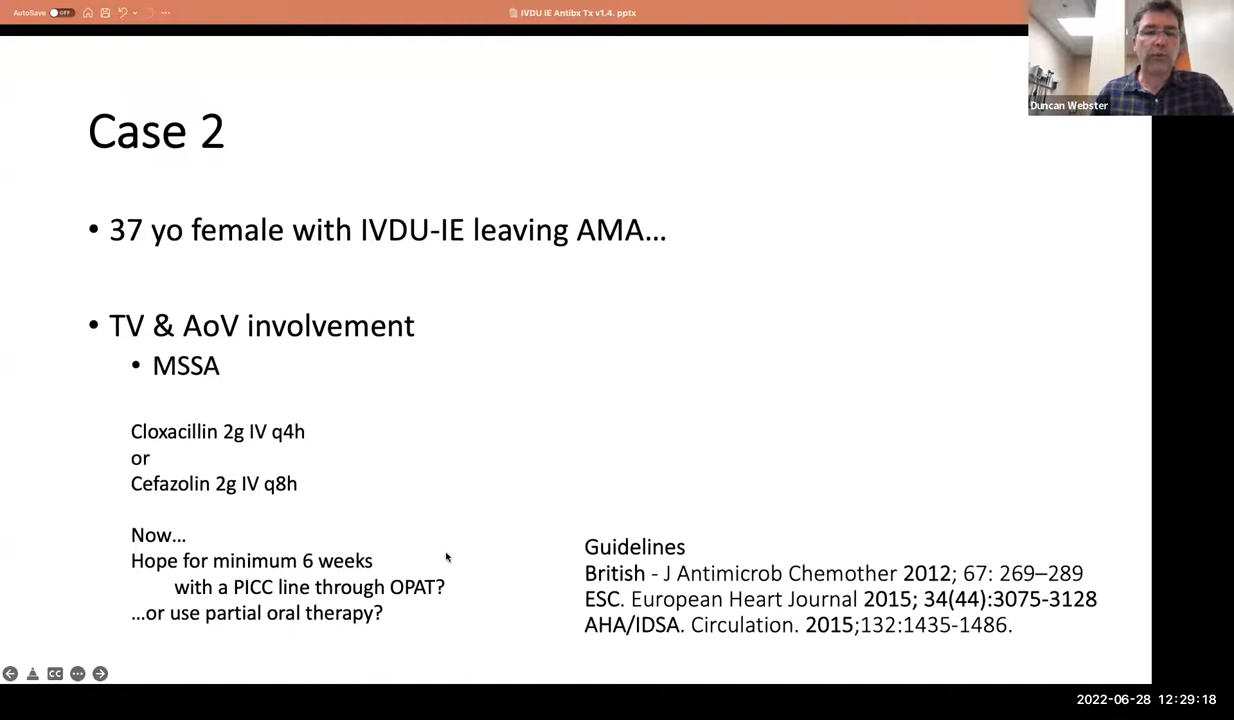 AutoSave OFF
IVDU IE Antibx Tx v1.4. pptx
Duncan Webster
Case 2
• 37 yo female with IVDU-IE leaving AMA...
• TV & AoV involvement
• MSSA
Cloxacillin 2g IV q4h
or
Cefazolin 2g IV q8h
Now...
Hope for minimum 6 weeks
with a PICC line through OPAT?
...or use partial oral therapy?
Guidelines
British - J Antimicrob Chemother 2012; 67: 269–289
ESC. European Heart Journal 2015; 34(44):3075-3128
AHA/IDSA. Circulation. 2015;132:1435-1486.
CC
2022-06-28 12:29:18